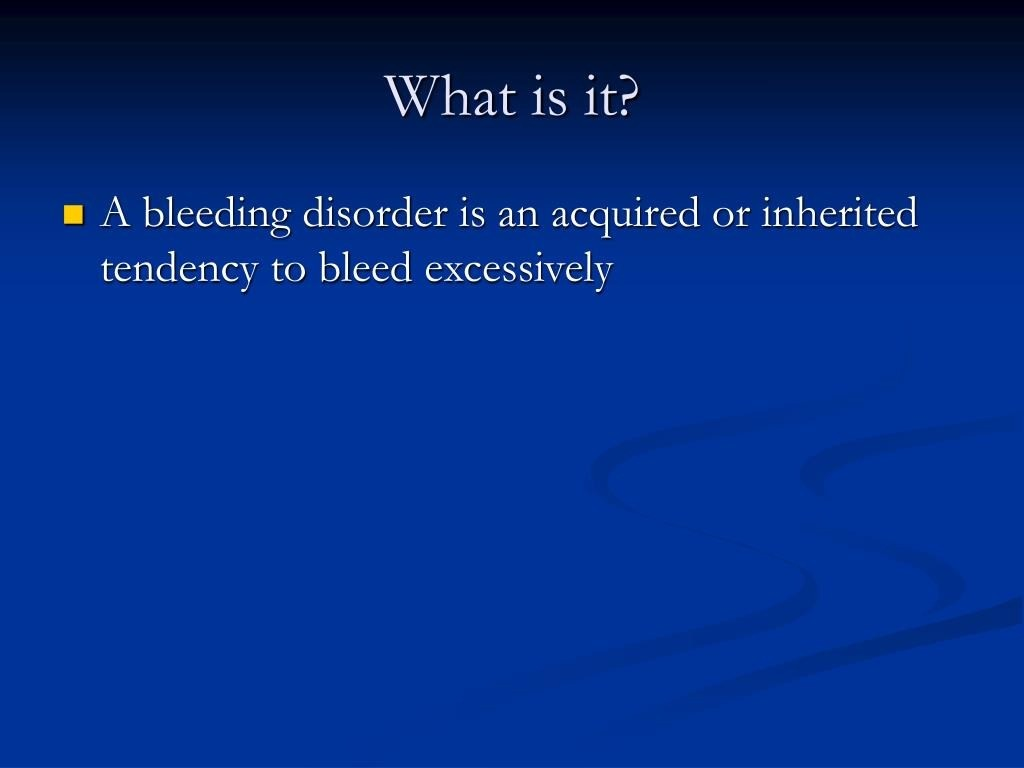 What is it?
A bleeding disorder is an acquired or inherited
tendency to bleed excessively